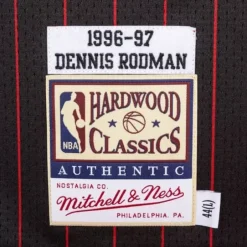 1996-97
DENNIS RODMAN
HARDWOOD
NBA
CLASSICS
AUTHENTIC
NOSTALGIA CO.
Mitchell & Ness
PHILADELPHIA, PA.
44(L)